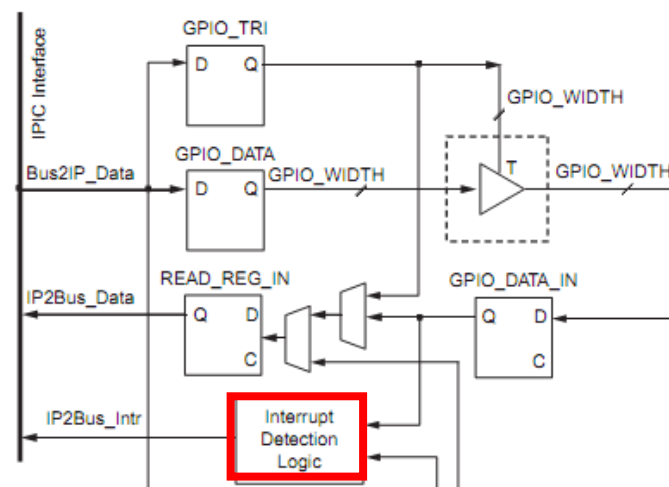 GPIO_TRI
D Q
IPIC Interface
GPIO_WIDTH
GPIO_DATA
Bus2IP_Data
D Q
GPIO_WIDTH
T
GPIO_WIDTH
READ_REG_IN
GPIO_DATA_IN
IP2Bus_Data
Q D
C
Q D
C
IP2Bus_Intr
Interrupt
Detection
Logic